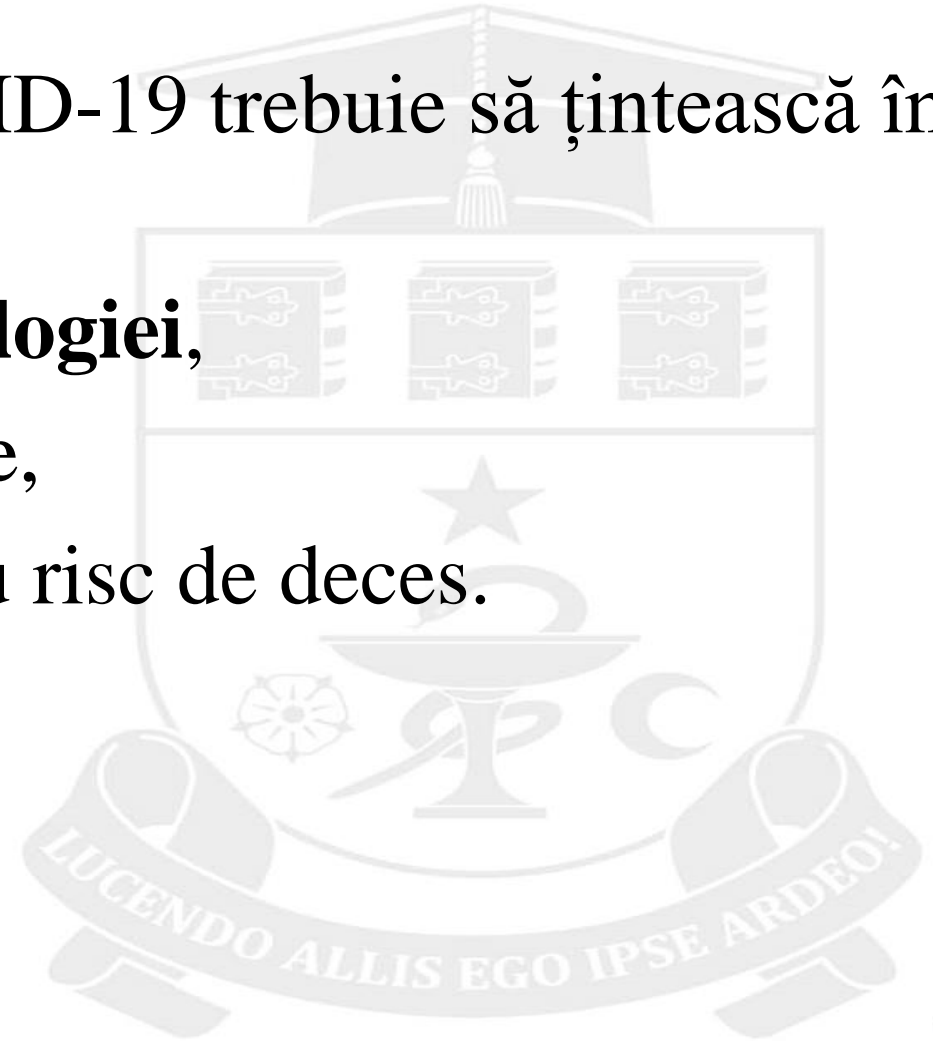 ID-19 trebuie să țintească în
logiei,
e,
u risc de deces.
LUCENDO ALLIS EGO IPSE ARDEO!